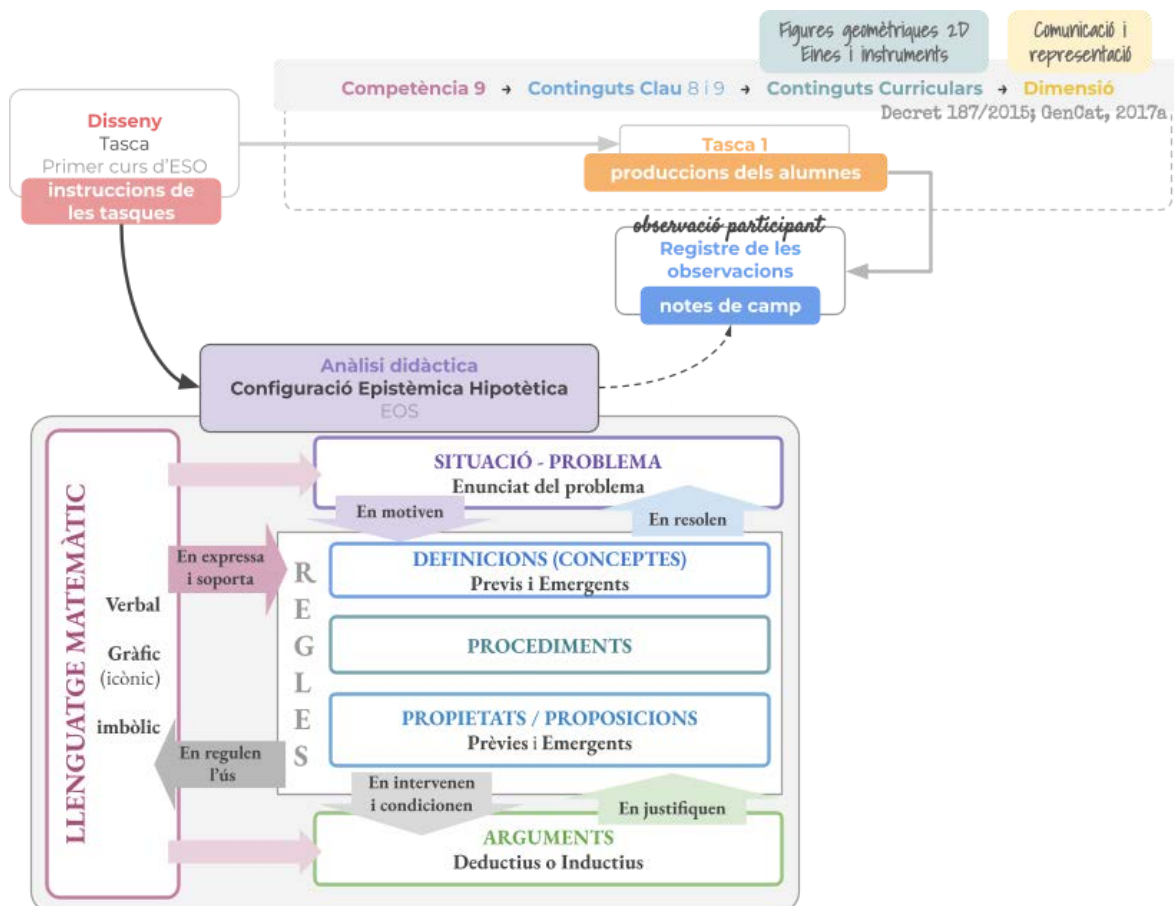 Figures geomètriques 2D
Eines i instruments
Comunicació i
representació
Competència 9 → Continguts Clau 8 i 9 → Continguts Curriculars → Dimensió
Decret 187/2015; GenCat, 2017a
Disseny
Tasca
Primer curs d'ESO
instruccions de
les tasques
Tasca 1
produccions dels alumnes
observació participant
Registre de les
observacions
notes de camp
Anàlisi didàctica
Configuració Epistèmica Hipotètica
EOS
LLENGUATGE MATEMÀTIC
Verbal
Gràfic
(icònic)
imbòlic
En expressa
i soporta
En regulen
l'ús
SITUACIÓ - PROBLEMA
Enunciat del problema
En motiven
En resolen
REGLES
DEFINICIONS (CONCEPTES)
Previs i Emergents
PROCEDIMENTS
PROPIETATS / PROPOSICIONS
Prèvies i Emergents
En intervenen
i condicionen
En justifiquen
ARGUMENTS
Deductius o Inductius